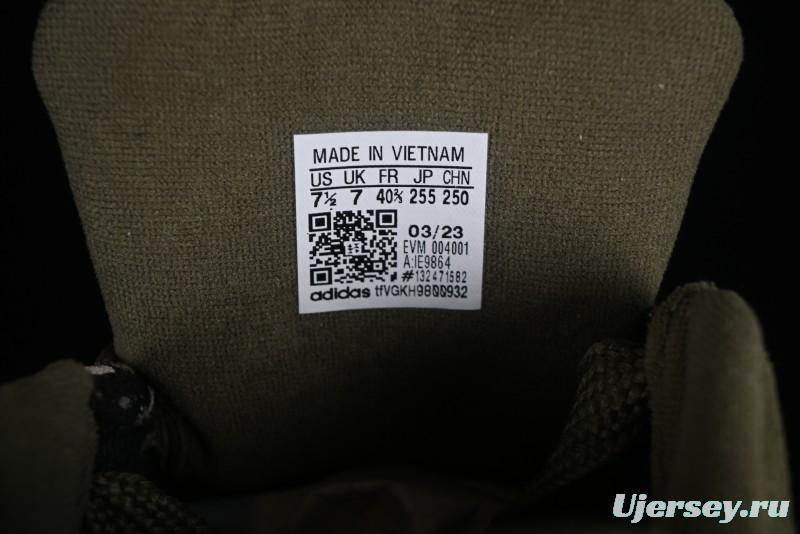 MADE IN VIETNAM
US UK FR JP CHN
7½ 7 40⅔ 255 250
03/23
EVM 004001
A:IE9864
#132471582
adidas tfVGKH9800932
Ujersey.ru